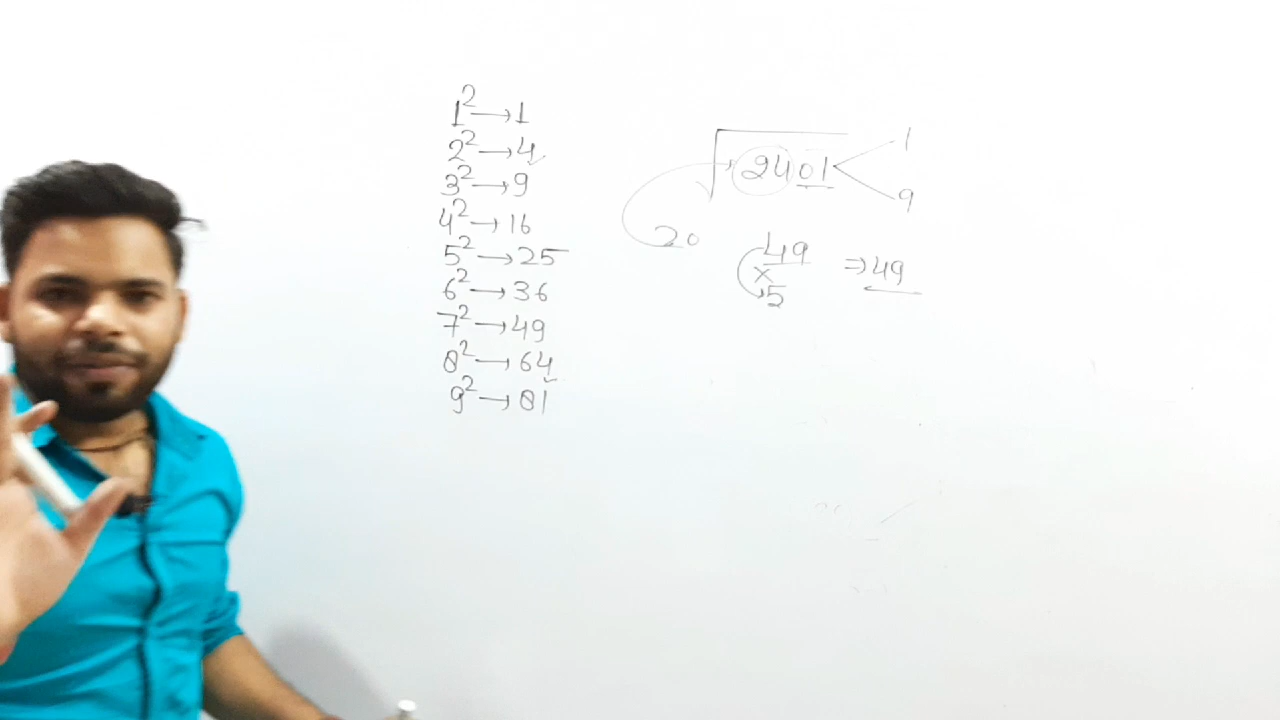 1² → 1
2² → 4
3² → 9
4² → 16
5² → 25
6² → 36
7² → 49
8² → 64
9² → 81
√2401 < 1
9
20
49 ⇒ 49
×
5